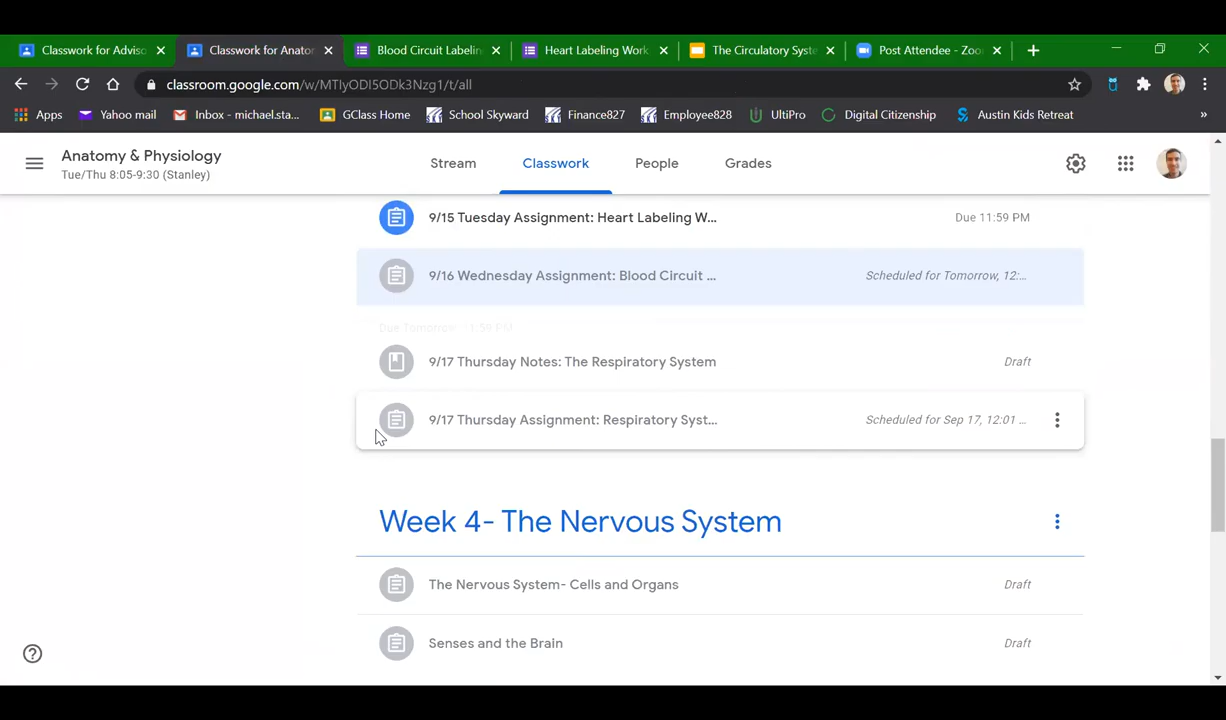 Classwork for Adviso
Classwork for Anator
Blood Circuit Labelin
Heart Labeling Work
The Circulatory Syste
Post Attendee - Zoo
classroom.google.com/w/MTIyODI5ODk3Nzg1/t/all
Apps
Yahoo mail
Inbox - michael.sta...
GClass Home
School Skyward
Finance827
Employee828
UltiPro
Digital Citizenship
Austin Kids Retreat
»
Anatomy & Physiology
Tue/Thu 8:05-9:30 (Stanley)
Stream
Classwork
People
Grades
9/15 Tuesday Assignment: Heart Labeling W...
Due 11:59 PM
9/16 Wednesday Assignment: Blood Circuit ...
Scheduled for Tomorrow, 12:...
Due Tomorrow, 11:59 PM
9/17 Thursday Notes: The Respiratory System
Draft
9/17 Thursday Assignment: Respiratory Syst...
Scheduled for Sep 17, 12:01 ...
Week 4- The Nervous System
The Nervous System- Cells and Organs
Draft
Senses and the Brain
Draft